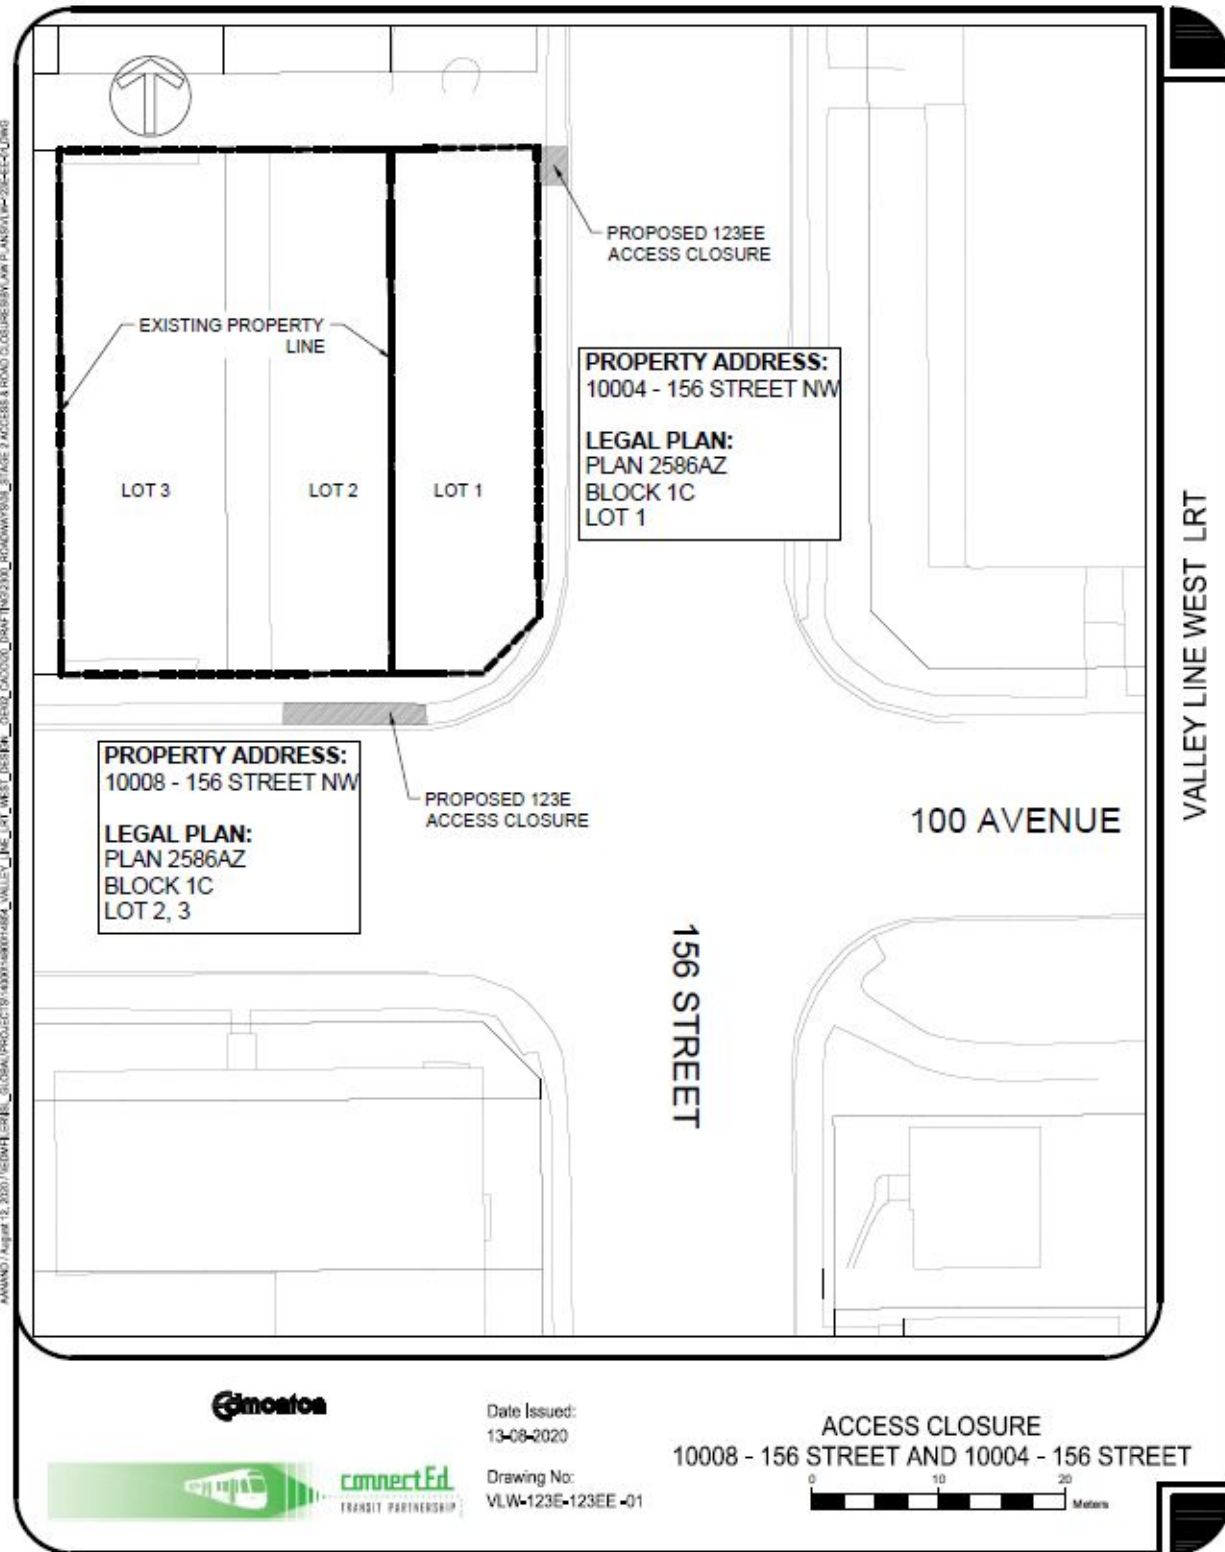 PROPOSED 123EE
ACCESS CLOSURE
EXISTING PROPERTY
LINE
PROPERTY ADDRESS:
10004 - 156 STREET NW
LEGAL PLAN:
PLAN 2586AZ
BLOCK 1C
LOT 1
LOT 3
LOT 2
LOT 1
PROPERTY ADDRESS:
10008 - 156 STREET NW
LEGAL PLAN:
PLAN 2586AZ
BLOCK 1C
LOT 2, 3
PROPOSED 123E
ACCESS CLOSURE
100 AVENUE
156 STREET
VALLEY LINE WEST LRT
Edmonton
connectEd
TRANSIT PARTNERSHIP
Date Issued:
13-08-2020
Drawing No:
VLW-123E-123EE -01
ACCESS CLOSURE
10008 - 156 STREET AND 10004 - 156 STREET
0 10 20
Meters